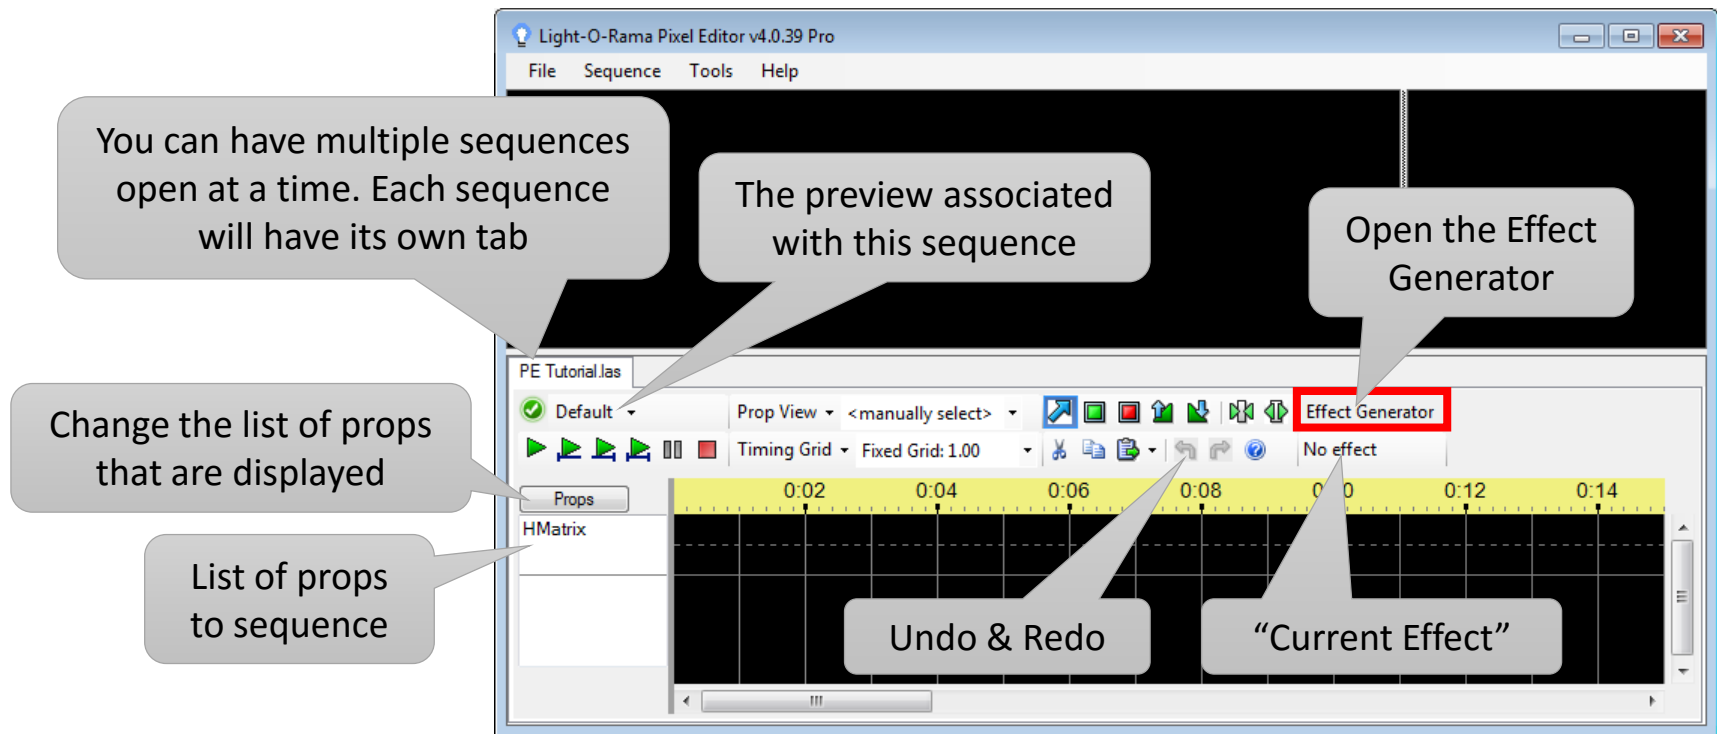 Light-O-Rama Pixel Editor v4.0.39 Pro
File Sequence Tools Help
You can have multiple sequences
open at a time. Each sequence
will have its own tab
The preview associated
with this sequence
Open the Effect
Generator
PE Tutorial.las
Default Prop View <manually select> Effect Generator
Timing Grid Fixed Grid: 1.00 No effect
Change the list of props
that are displayed
Props
0:02 0:04 0:06 0:08 0:14 0:12
HMatrix
List of props
to sequence
Undo & Redo
“Current Effect”